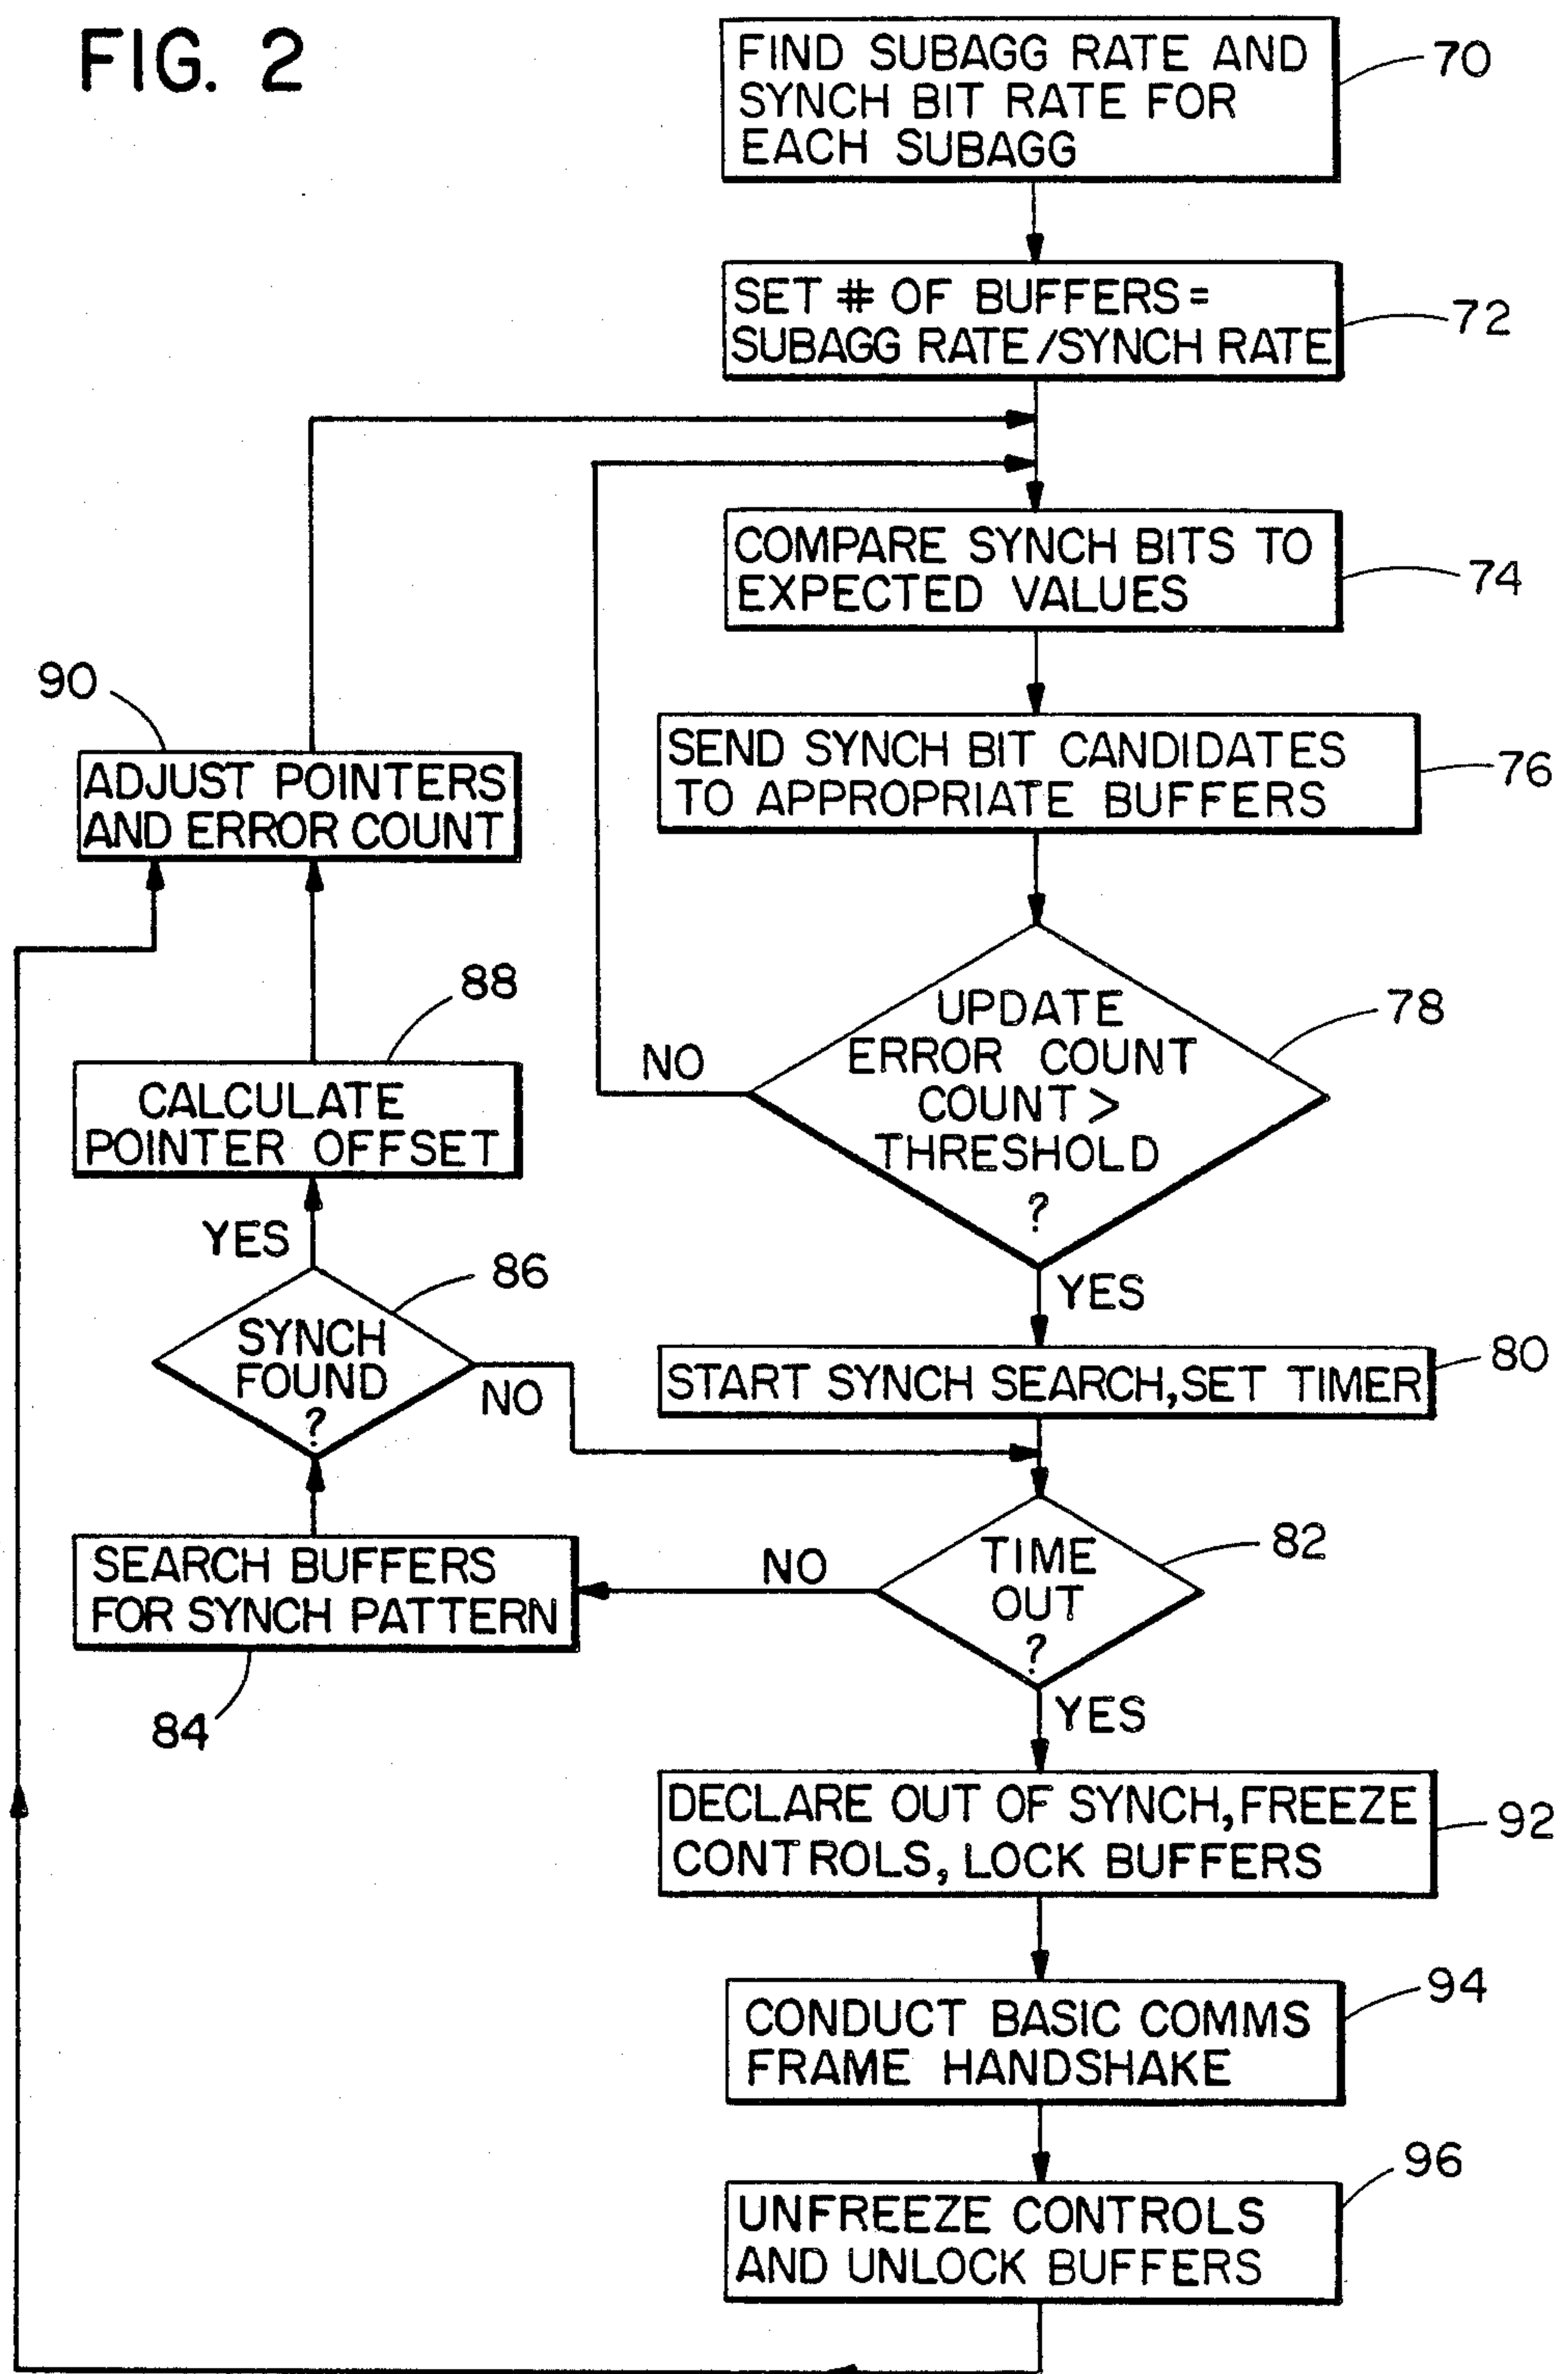 FIG. 2
FIND SUBAGG RATE AND
SYNCH BIT RATE FOR
EACH SUBAGG
70
SET # OF BUFFERS =
SUBAGG RATE/SYNCH RATE
72
COMPARE SYNCH BITS TO
EXPECTED VALUES
74
SEND SYNCH BIT CANDIDATES
TO APPROPRIATE BUFFERS
76
UPDATE
ERROR COUNT
COUNT >
THRESHOLD
?
78
NO
YES
START SYNCH SEARCH, SET TIMER
80
TIME
OUT
?
82
NO
YES
SEARCH BUFFERS
FOR SYNCH PATTERN
84
SYNCH
FOUND
?
86
NO
YES
CALCULATE
POINTER OFFSET
88
ADJUST POINTERS
AND ERROR COUNT
90
DECLARE OUT OF SYNCH, FREEZE
CONTROLS, LOCK BUFFERS
92
CONDUCT BASIC COMMS
FRAME HANDSHAKE
94
UNFREEZE CONTROLS
AND UNLOCK BUFFERS
96